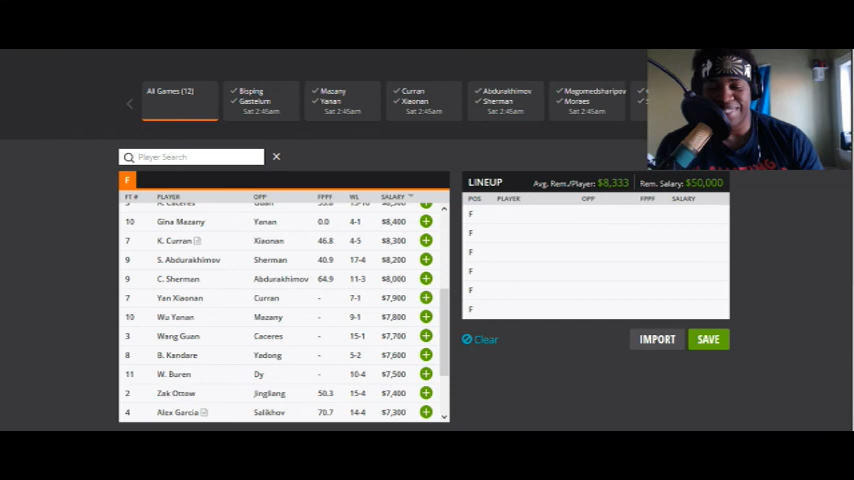 All Games (12)
Bisping
Gastelum
Sat 2:45am
Mazany
Yanan
Sat 2:45am
Curran
Xiaonan
Sat 2:45am
Abdurakhimov
Sherman
Sat 2:45am
Magomedsharipov
Moraes
Sat 2:45am
Player Search
F
FT # PLAYER OPP FPPF WL SALARY
10 Gina Mazany Yanan 0.0 4-1 $8,400
7 K. Curran Xiaonan 46.8 4-5 $8,300
9 S. Abdurakhimov Sherman 40.9 17-4 $8,200
9 C. Sherman Abdurakhimov 64.9 11-3 $8,000
7 Yan Xiaonan Curran - 7-1 $7,900
10 Wu Yanan Mazany - 9-1 $7,800
3 Wang Guan Caceres - 15-1 $7,700
8 B. Kandare Yadong - 5-2 $7,600
11 W. Buren Dy - 10-4 $7,500
2 Zak Ottow Jingliang 50.3 15-4 $7,400
4 Alex Garcia Salikhov 70.7 14-4 $7,300
LINEUP Avg. Rem./Player: $8,333 Rem. Salary: $50,000
POS PLAYER OPP FPPF SALARY
F
F
F
F
F
F
Clear IMPORT SAVE